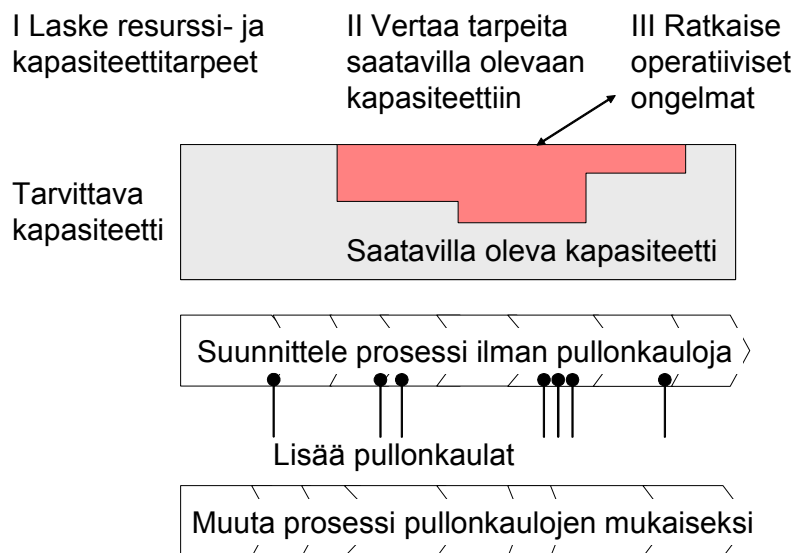 I Laske resurssi- ja
kapasiteettitarpeet
II Vertaa tarpeita
saatavilla olevaan
kapasiteettiin
III Ratkaise
operatiiviset
ongelmat
Tarvittava
kapasiteetti
Saatavilla oleva kapasiteetti
Suunnittele prosessi ilman pullonkauloja
Lisää pullonkaulat
Muuta prosessi pullonkaulojen mukaiseksi